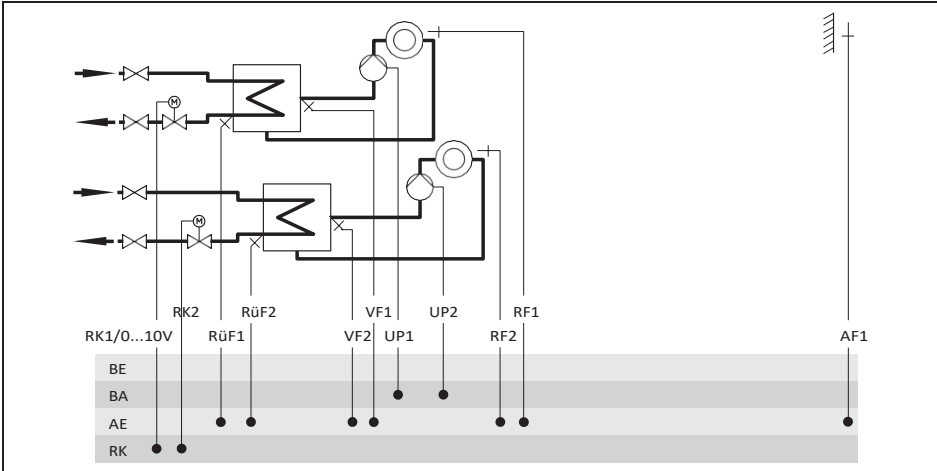 M
M
RK2 RüF2 VF1 UP2 RF1
RK1/0...10V RüF1 VF2 UP1 RF2 AF1
BE
BA
AE
RK